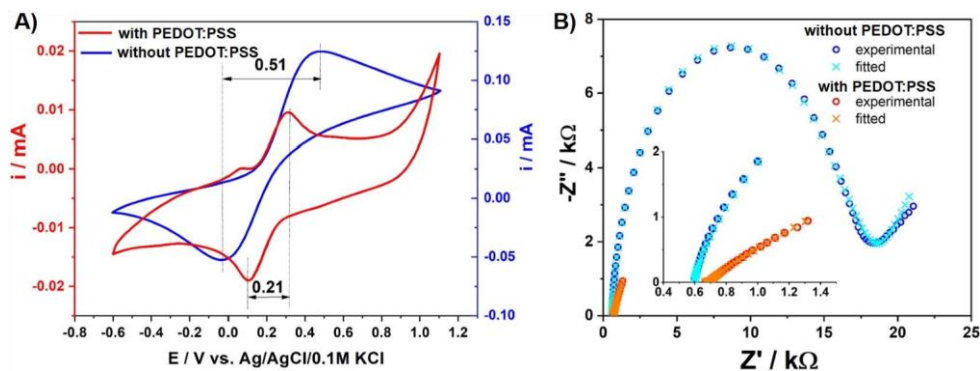 A)
with PEDOT:PSS
without PEDOT:PSS
0.51
0.21
0.02
0.01
0.00
-0.01
-0.02
i / mA
0.15
0.10
0.05
0.00
-0.05
-0.10
i / mA
-0.8 -0.6 -0.4 -0.2 0.0 0.2 0.4 0.6 0.8 1.0 1.2
E / V vs. Ag/AgCl/0.1M KCl
B)
without PEDOT:PSS
experimental
fitted
with PEDOT:PSS
experimental
fitted
8
6
4
2
0
-Z" / kΩ
2
1
0
0.4 0.6 0.8 1.0 1.2 1.4
0 5 10 15 20 25
Z' / kΩ